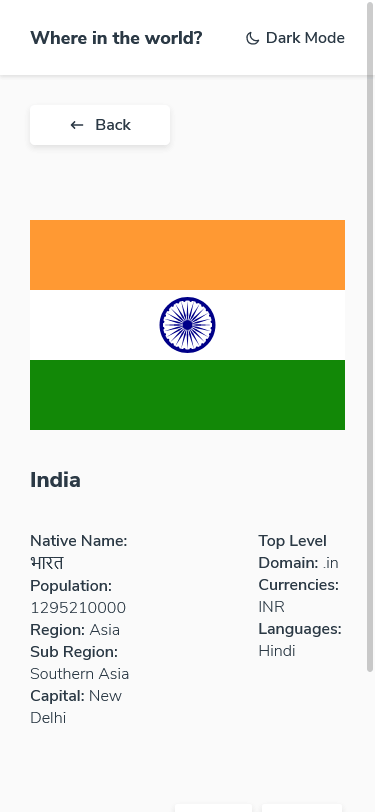 Where in the world?
Dark Mode
Back
India
Native Name:
भारत
Population:
1295210000
Region: Asia
Sub Region:
Southern Asia
Capital: New
Delhi
Top Level
Domain: .in
Currencies:
INR
Languages:
Hindi